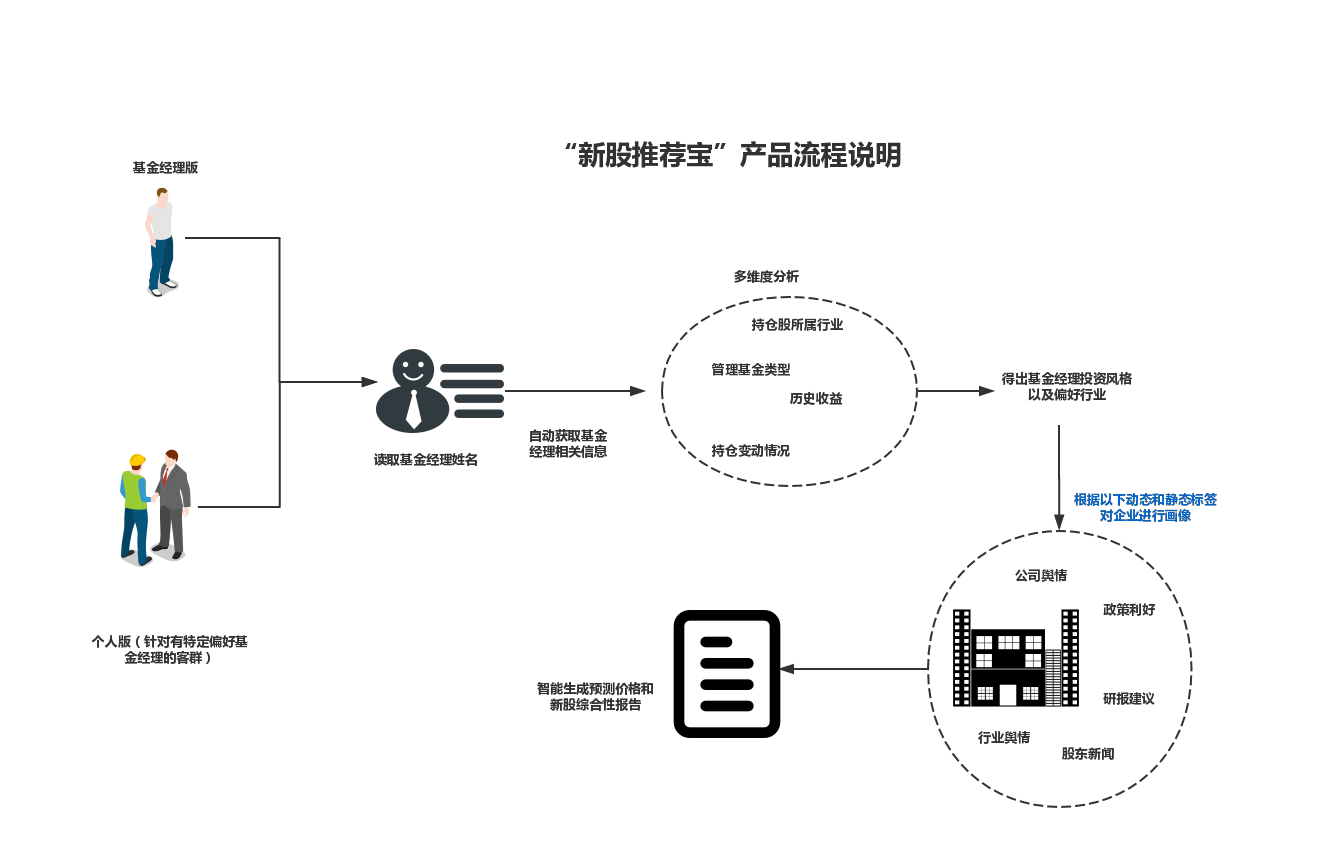 “新股推荐宝”产品流程说明
基金经理版
多维度分析
持仓股所属行业
管理基金类型
历史收益
持仓变动情况
得出基金经理投资风格
以及偏好行业
读取基金经理姓名
自动获取基金
经理相关信息
根据以下动态和静态标签
对企业进行画像
公司舆情
政策利好
研报建议
行业舆情
股东新闻
个人版（针对有特定偏好基
金经理的客群）
智能生成预测价格和
新股综合性报告